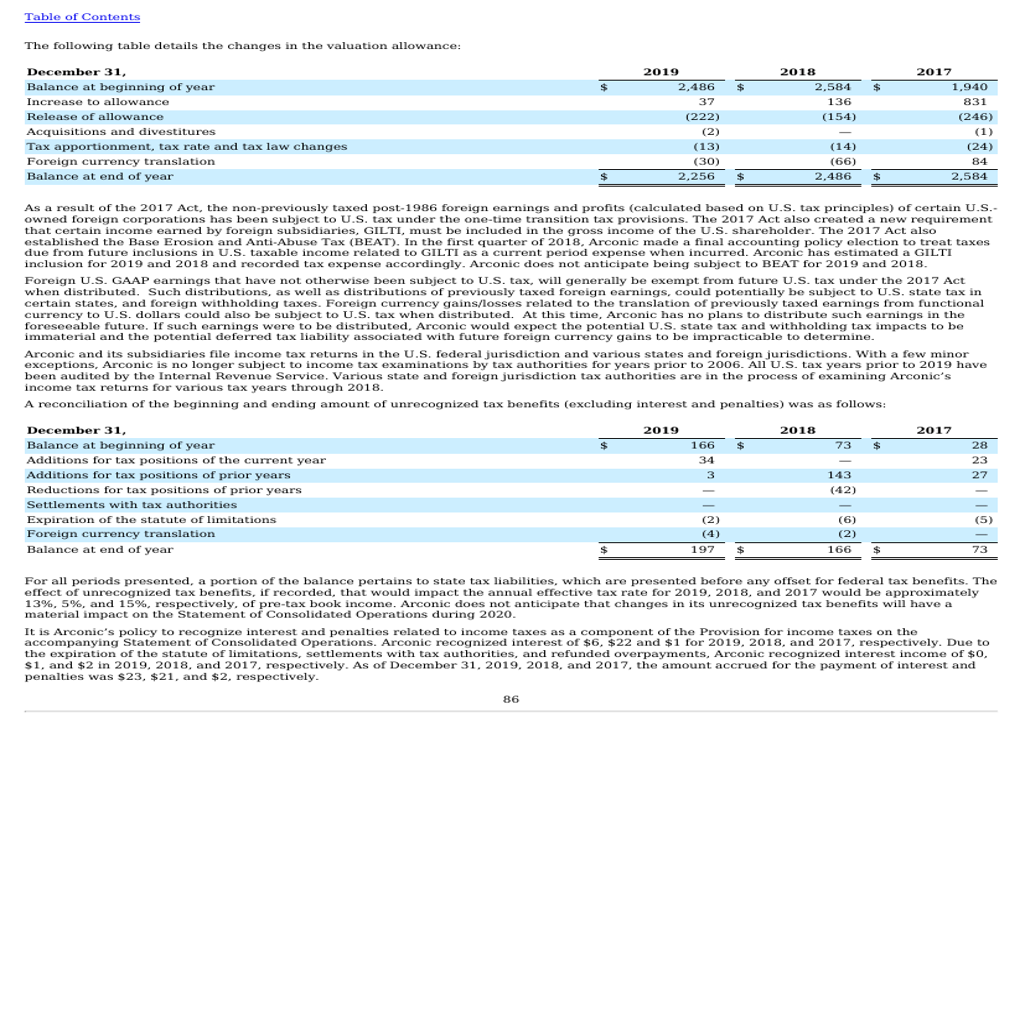 Table of Contents
The following table details the changes in the valuation allowance:
December 31, 2019 2018 2017
Balance at beginning of year $ 2,486 $ 2,584 $ 1,940
Increase to allowance 37 136 831
Release of allowance (222) (154) (246)
Acquisitions and divestitures (2) — (1)
Tax apportionment, tax rate and tax law changes (13) (14) (24)
Foreign currency translation (30) (66) 84
Balance at end of year $ 2,256 $ 2,486 $ 2,584
As a result of the 2017 Act, the non-previously taxed post-1986 foreign earnings and profits (calculated based on U.S. tax principles) of certain U.S.-
owned foreign corporations has been subject to U.S. tax under the one-time transition tax provisions. The 2017 Act also created a new requirement
that certain income earned by foreign subsidiaries, GILTI, must be included in the gross income of the U.S. shareholder. The 2017 Act also
established the Base Erosion and Anti-Abuse Tax (BEAT). In the first quarter of 2018, Arconic made a final accounting policy election to treat taxes
due from future inclusions in U.S. taxable income related to GILTI as a current period expense when incurred. Arconic has estimated a GILTI
inclusion for 2019 and 2018 and recorded tax expense accordingly. Arconic does not anticipate being subject to BEAT for 2019 and 2018.
Foreign U.S. GAAP earnings that have not otherwise been subject to U.S. tax, will generally be exempt from future U.S. tax under the 2017 Act
when distributed. Such distributions, as well as distributions of previously taxed foreign earnings, could potentially be subject to U.S. state tax in
certain states, and foreign withholding taxes. Foreign currency gains/losses related to the translation of previously taxed earnings from functional
currency to U.S. dollars could also be subject to U.S. tax when distributed. At this time, Arconic has no plans to distribute such earnings in the
foreseeable future. If such earnings were to be distributed, Arconic would expect the potential U.S. state tax and withholding tax impacts to be
immaterial and the potential deferred tax liability associated with future foreign currency gains to be impracticable to determine.
Arconic and its subsidiaries file income tax returns in the U.S. federal jurisdiction and various states and foreign jurisdictions. With a few minor
exceptions, Arconic is no longer subject to income tax examinations by tax authorities for years prior to 2006. All U.S. tax years prior to 2019 have
been audited by the Internal Revenue Service. Various state and foreign jurisdiction tax authorities are in the process of examining Arconic’s
income tax returns for various tax years through 2018.
A reconciliation of the beginning and ending amount of unrecognized tax benefits (excluding interest and penalties) was as follows:
December 31, 2019 2018 2017
Balance at beginning of year $ 166 $ 73 $ 28
Additions for tax positions of the current year 34 — 23
Additions for tax positions of prior years 3 143 27
Reductions for tax positions of prior years — (42) —
Settlements with tax authorities — — —
Expiration of the statute of limitations (2) (6) (5)
Foreign currency translation (4) (2) —
Balance at end of year $ 197 $ 166 $ 73
For all periods presented, a portion of the balance pertains to state tax liabilities, which are presented before any offset for federal tax benefits. The
effect of unrecognized tax benefits, if recorded, that would impact the annual effective tax rate for 2019, 2018, and 2017 would be approximately
13%, 5%, and 15%, respectively, of pre-tax book income. Arconic does not anticipate that changes in its unrecognized tax benefits will have a
material impact on the Statement of Consolidated Operations during 2020.
It is Arconic’s policy to recognize interest and penalties related to income taxes as a component of the Provision for income taxes on the
accompanying Statement of Consolidated Operations. Arconic recognized interest of $6, $22 and $1 for 2019, 2018, and 2017, respectively. Due to
the expiration of the statute of limitations, settlements with tax authorities, and refunded overpayments, Arconic recognized interest income of $0,
$1, and $2 in 2019, 2018, and 2017, respectively. As of December 31, 2019, 2018, and 2017, the amount accrued for the payment of interest and
penalties was $23, $21, and $2, respectively.
86